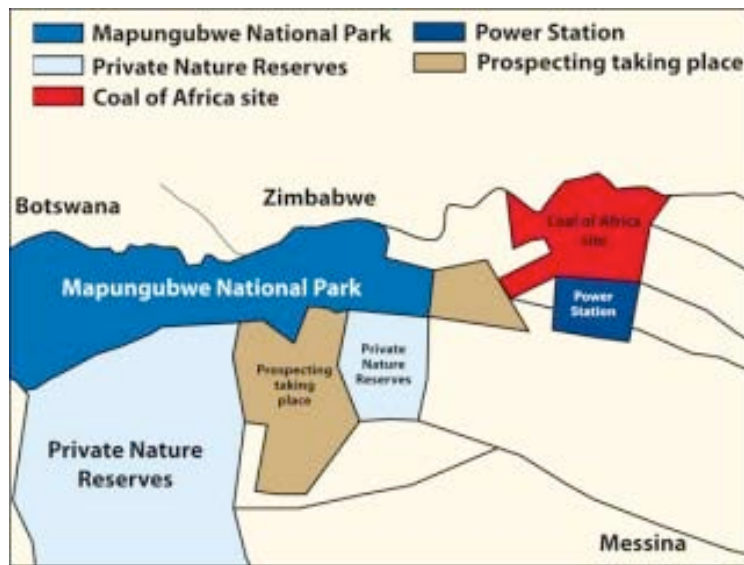 Mapungubwe National Park
Power Station
Private Nature Reserves
Prospecting taking place
Coal of Africa site
Botswana
Zimbabwe
Coal of Africa
site
Mapungubwe National Park
Power
Station
Prospecting
taking
place
Private
Nature
Reserves
Private Nature
Reserves
Messina